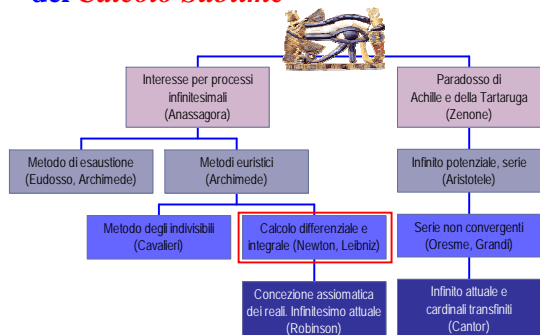 del Calcolo Sublime
Interesse per processi
infinitesimali
(Anassagora)
Paradosso di
Achille e della Tartaruga
(Zenone)
Metodo di esaustione
(Eudosso, Archimede)
Metodi euristici
(Archimede)
Infinito potenziale, serie
(Aristotele)
Metodo degli indivisibili
(Cavalieri)
Calcolo differenziale e
integrale (Newton, Leibniz)
Serie non convergenti
(Oresme, Grandi)
Concezione assiomatica
dei reali. Infinitesimo attuale
(Robinson)
Infinito attuale e
cardinali transfiniti
(Cantor)